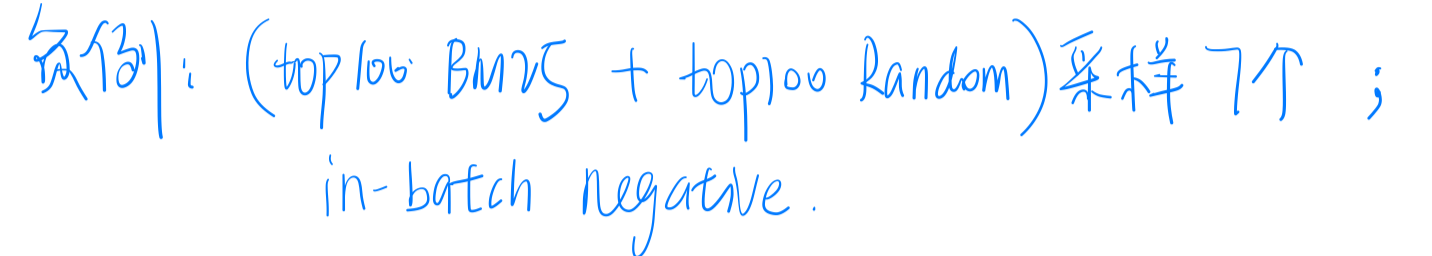 负例: (top100 BM25 + top100 Random)采样7个 ;
in-batch negative.